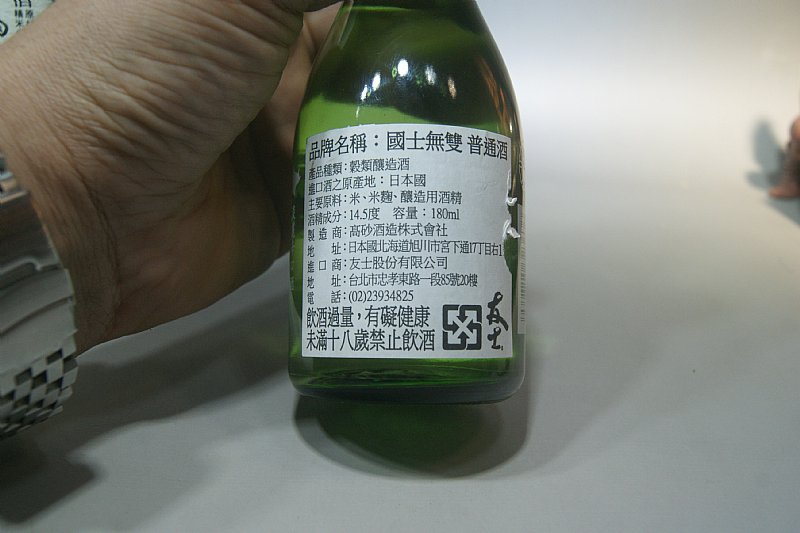 品牌名稱：國士無雙 普通酒
產品種類：穀類釀造酒
進口酒之原產地：日本國
主要原料：米、米麴、釀造用酒精
酒精成分：14.5度 容量：180ml
製造商：髙砂酒造株式會社
地址：日本國北海道旭川市宮下通17丁目右1
進口商：友士股份有限公司
地址：台北市忠孝東路一段85號20樓
電話：(02)23934825
飲酒過量，有礙健康
未滿十八歲禁止飲酒
友士